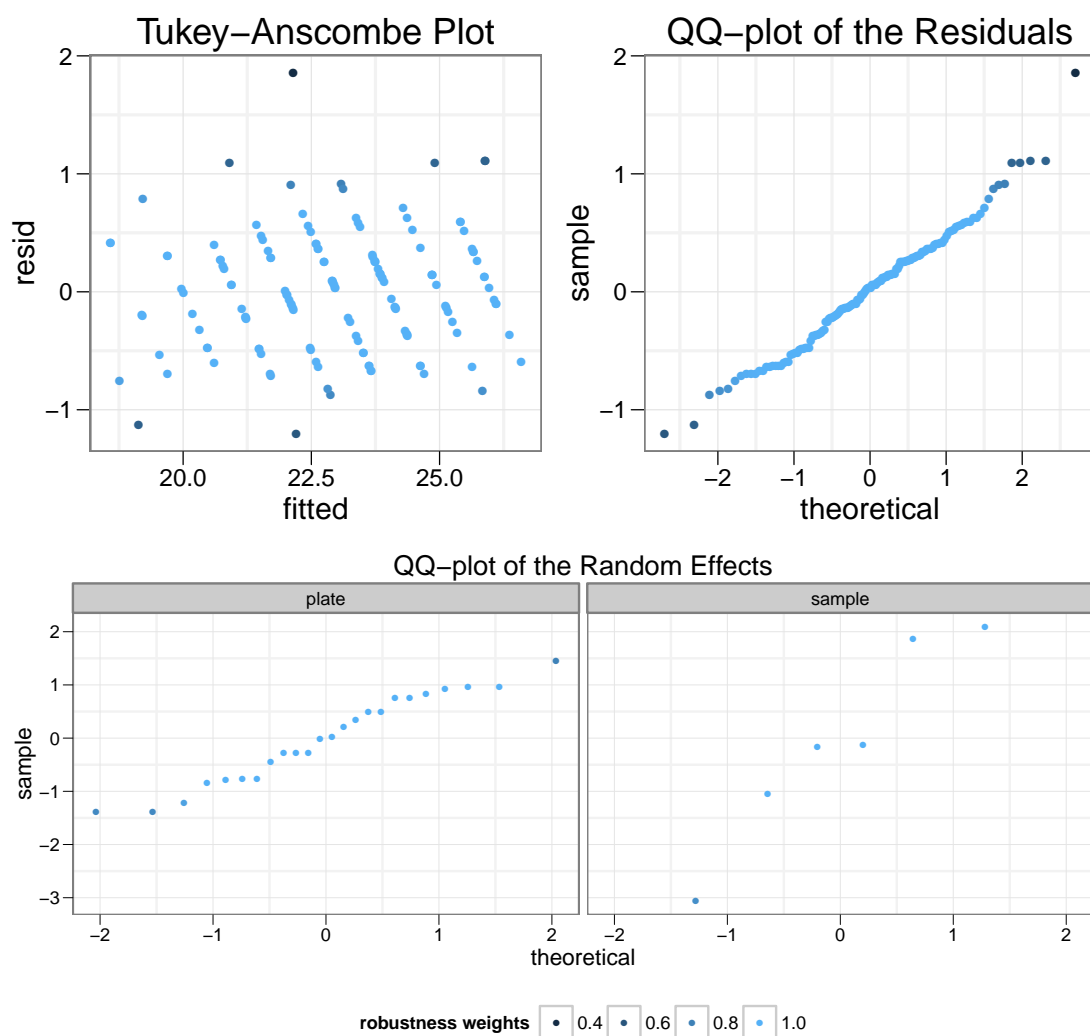 Tukey−Anscombe Plot
QQ−plot of the Residuals
2
1
0
−1
resid
20.0 22.5 25.0
fitted
2
1
0
−1
sample
−2 −1 0 1 2
theoretical
QQ−plot of the Random Effects
plate sample
2
1
0
−1
−2
−3
sample
−2 −1 0 1 2 −2 −1 0 1 2
theoretical
robustness weights 0.4 0.6 0.8 1.0